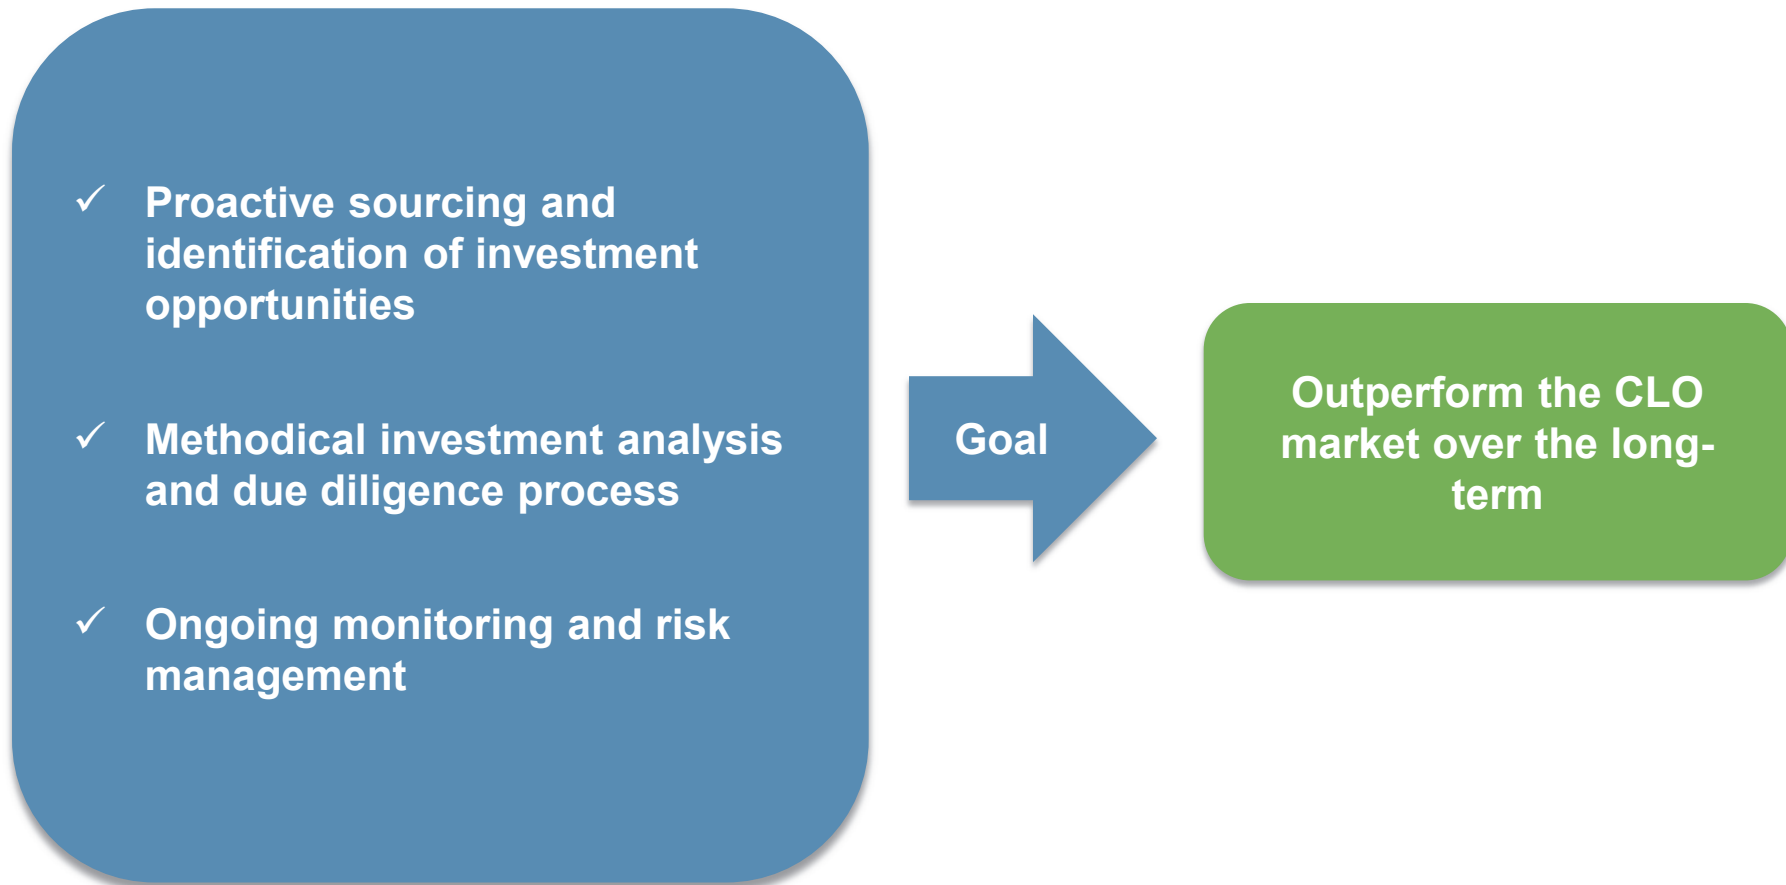 ✓ Proactive sourcing and
identification of investment
opportunities
✓ Methodical investment analysis
and due diligence process
✓ Ongoing monitoring and risk
management
Goal
Outperform the CLO
market over the long-
term